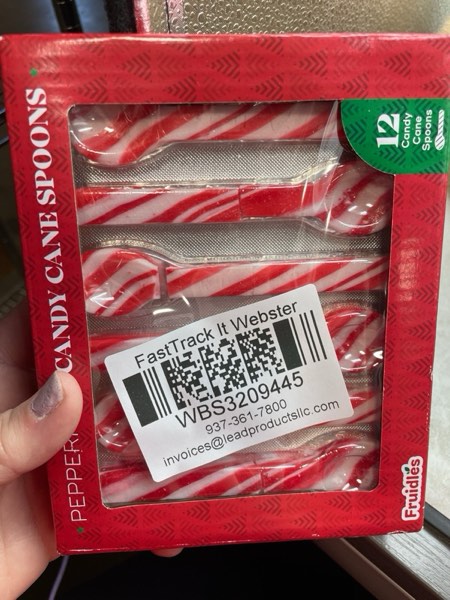 PEPPERMINT CANDY CANE SPOONS
12
Candy
Cane
Spoons
FastTrack It Webster
WBS3209445
937-361-7800
invoices@leadproductsllc.com
Fruidles